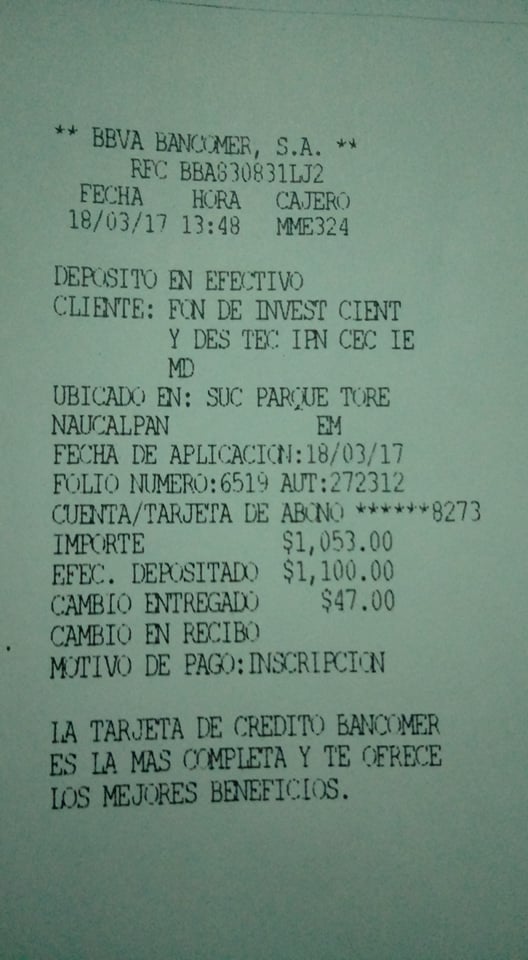 ** BBVA BANCOMER, S.A. **
RFC BBA830831LJ2
FECHA HORA CAJERO
18/03/17 13:48 MME324
DEPOSITO EN EFECTIVO
CLIENTE: FON DE INVEST CIENT
Y DES TEC IPN CEC IE
MD
UBICADO EN: SUC PARQUE TORE
NAUCALPAN EM
FECHA DE APLICACION:18/03/17
FOLIO NUMERO:6519 AUT:272312
CUENTA/TARJETA DE ABONO ******8273
IMPORTE $1,053.00
EFEC. DEPOSITADO $1,100.00
CAMBIO ENTREGADO $47.00
CAMBIO EN RECIBO
MOTIVO DE PAGO:INSCRIPCION
LA TARJETA DE CREDITO BANCOMER
ES LA MAS COMPLETA Y TE OFRECE
LOS MEJORES BENEFICIOS.